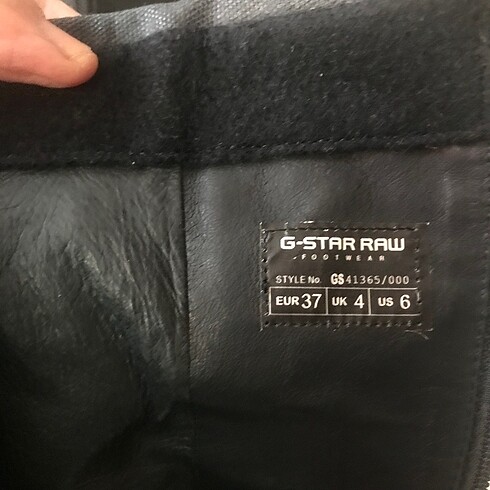 G-STAR RAW
FOOTWEAR
STYLE No. GS41365/000
EUR 37 UK 4 US 6